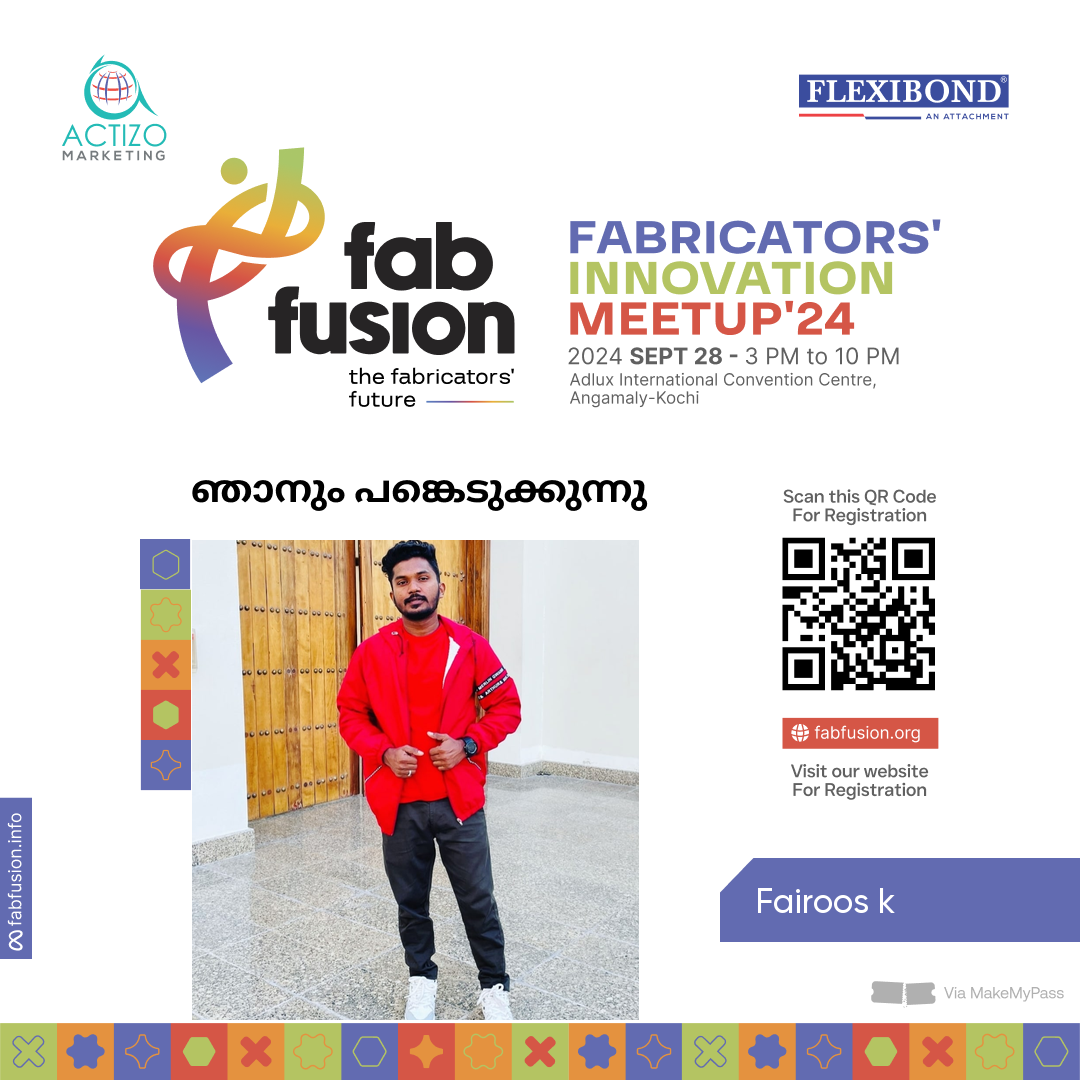 ACTIZO
MARKETING
FLEXIBOND®
AN ATTACHMENT
fab
fusion
the fabricators'
future
FABRICATORS'
INNOVATION
MEETUP'24
2024 SEPT 28 - 3 PM to 10 PM
Adlux International Convention Centre,
Angamaly-Kochi
ഞാനും പങ്കെടുക്കുന്നു
Scan this QR Code
For Registration
fabfusion.org
Visit our website
For Registration
fabfusion.info
Fairoos k
Via MakeMyPass